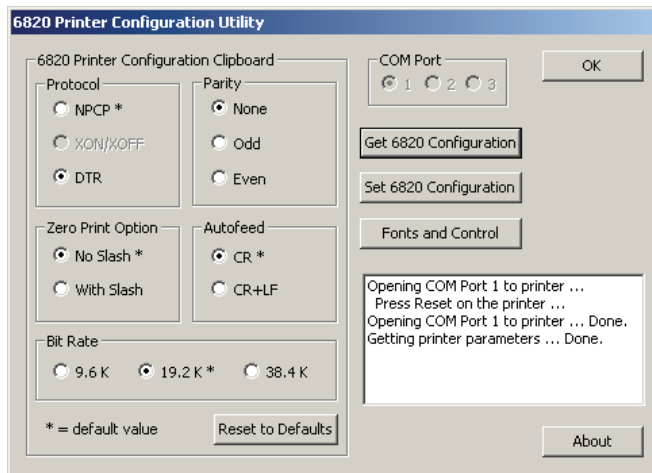 6820 Printer Configuration Utility
6820 Printer Configuration Clipboard
Protocol
NPCP *
XON/XOFF
DTR
Parity
None
Odd
Even
Zero Print Option
No Slash *
With Slash
Autofeed
CR *
CR+LF
Bit Rate
9.6 K 19.2 K * 38.4 K
* = default value
Reset to Defaults
COM Port
1 2 3
OK
Get 6820 Configuration
Set 6820 Configuration
Fonts and Control
Opening COM Port 1 to printer ...
Press Reset on the printer ...
Opening COM Port 1 to printer ... Done.
Getting printer parameters ... Done.
About